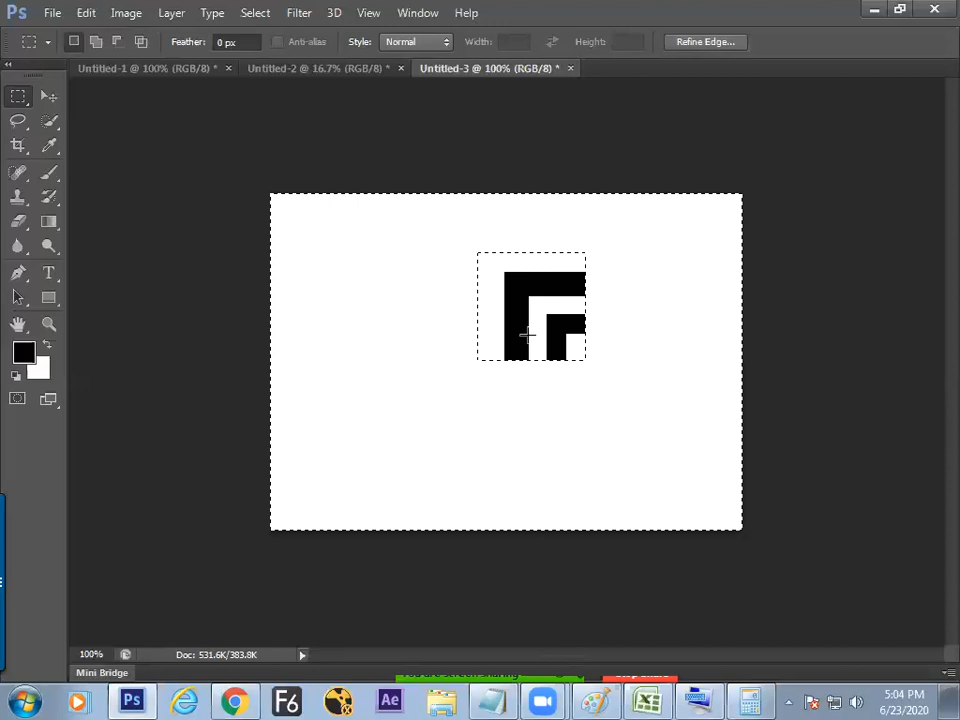 Ps File Edit Image Layer Type Select Filter 3D View Window Help
Feather: 0 px Anti-alias Style: Normal Width: Height: Refine Edge...
Untitled-1 @ 100% (RGB/8) * × Untitled-2 @ 16.7% (RGB/8) * × Untitled-3 @ 100% (RGB/8) * ×
T
100% Doc: 531.6K/383.8K
Mini Bridge
Ps F6 Ae
5:04 PM
6/23/2020